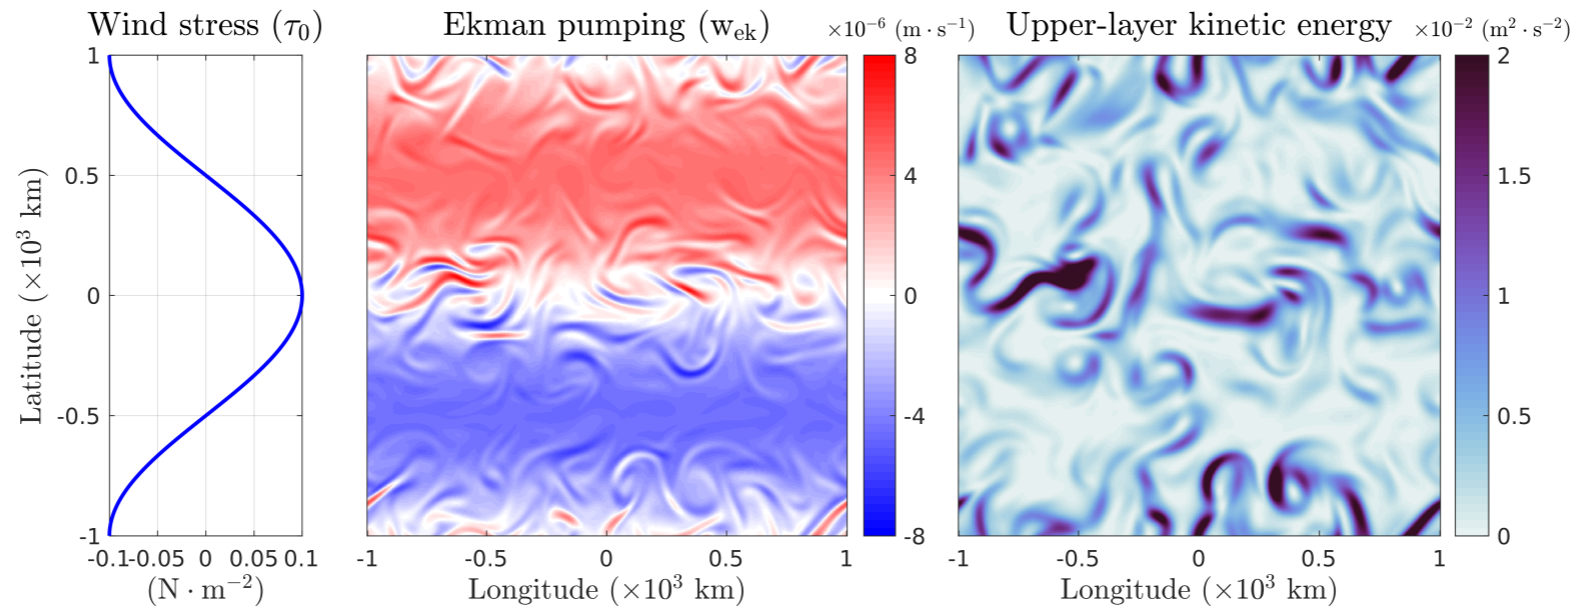 Wind stress (τ₀)
1
0.5
0
-0.5
-1
-0.1 -0.05 0 0.05 0.1
(N · m⁻²)
Latitude (×10³ km)
Ekman pumping (wₑₖ)
×10⁻⁶ (m · s⁻¹)
8
4
0
-4
-8
-1 -0.5 0 0.5 1
Longitude (×10³ km)
Upper-layer kinetic energy
×10⁻² (m² · s⁻²)
2
1.5
1
0.5
0
-1 -0.5 0 0.5 1
Longitude (×10³ km)